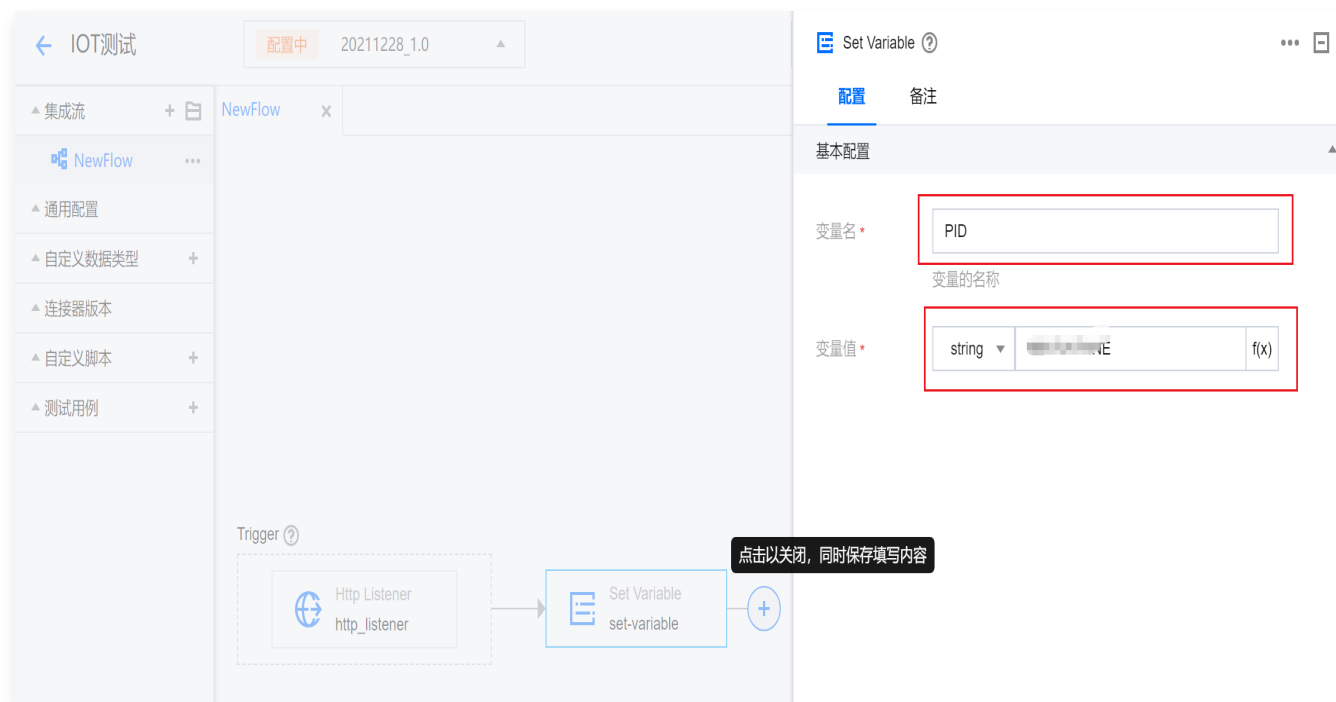 IOT测试
配置中 20211228_1.0
集成流
NewFlow
通用配置
自定义数据类型
连接器版本
自定义脚本
测试用例
NewFlow
Trigger
Http Listener
http_listener
Set Variable
set-variable
点击以关闭，同时保存填写内容
Set Variable
配置 备注
基本配置
变量名 * PID
变量的名称
变量值 * string f(x)